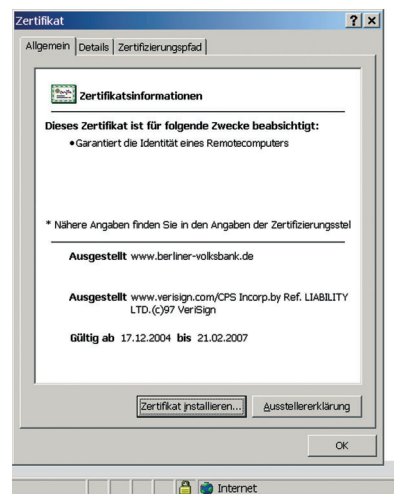 Zertifikat
Allgemein Details Zertifizierungspfad
Zertifikatsinformationen
Dieses Zertifikat ist für folgende Zwecke beabsichtigt:
•Garantiert die Identität eines Remotecomputers
* Nähere Angaben finden Sie in den Angaben der Zertifizierungsstel
Ausgestellt www.berliner-volksbank.de
Ausgestellt www.verisign.com/CPS Incorp.by Ref. LIABILITY
LTD.(c)97 VeriSign
Gültig ab 17.12.2004 bis 21.02.2007
Zertifikat installieren... Ausstellererklärung
OK
Internet